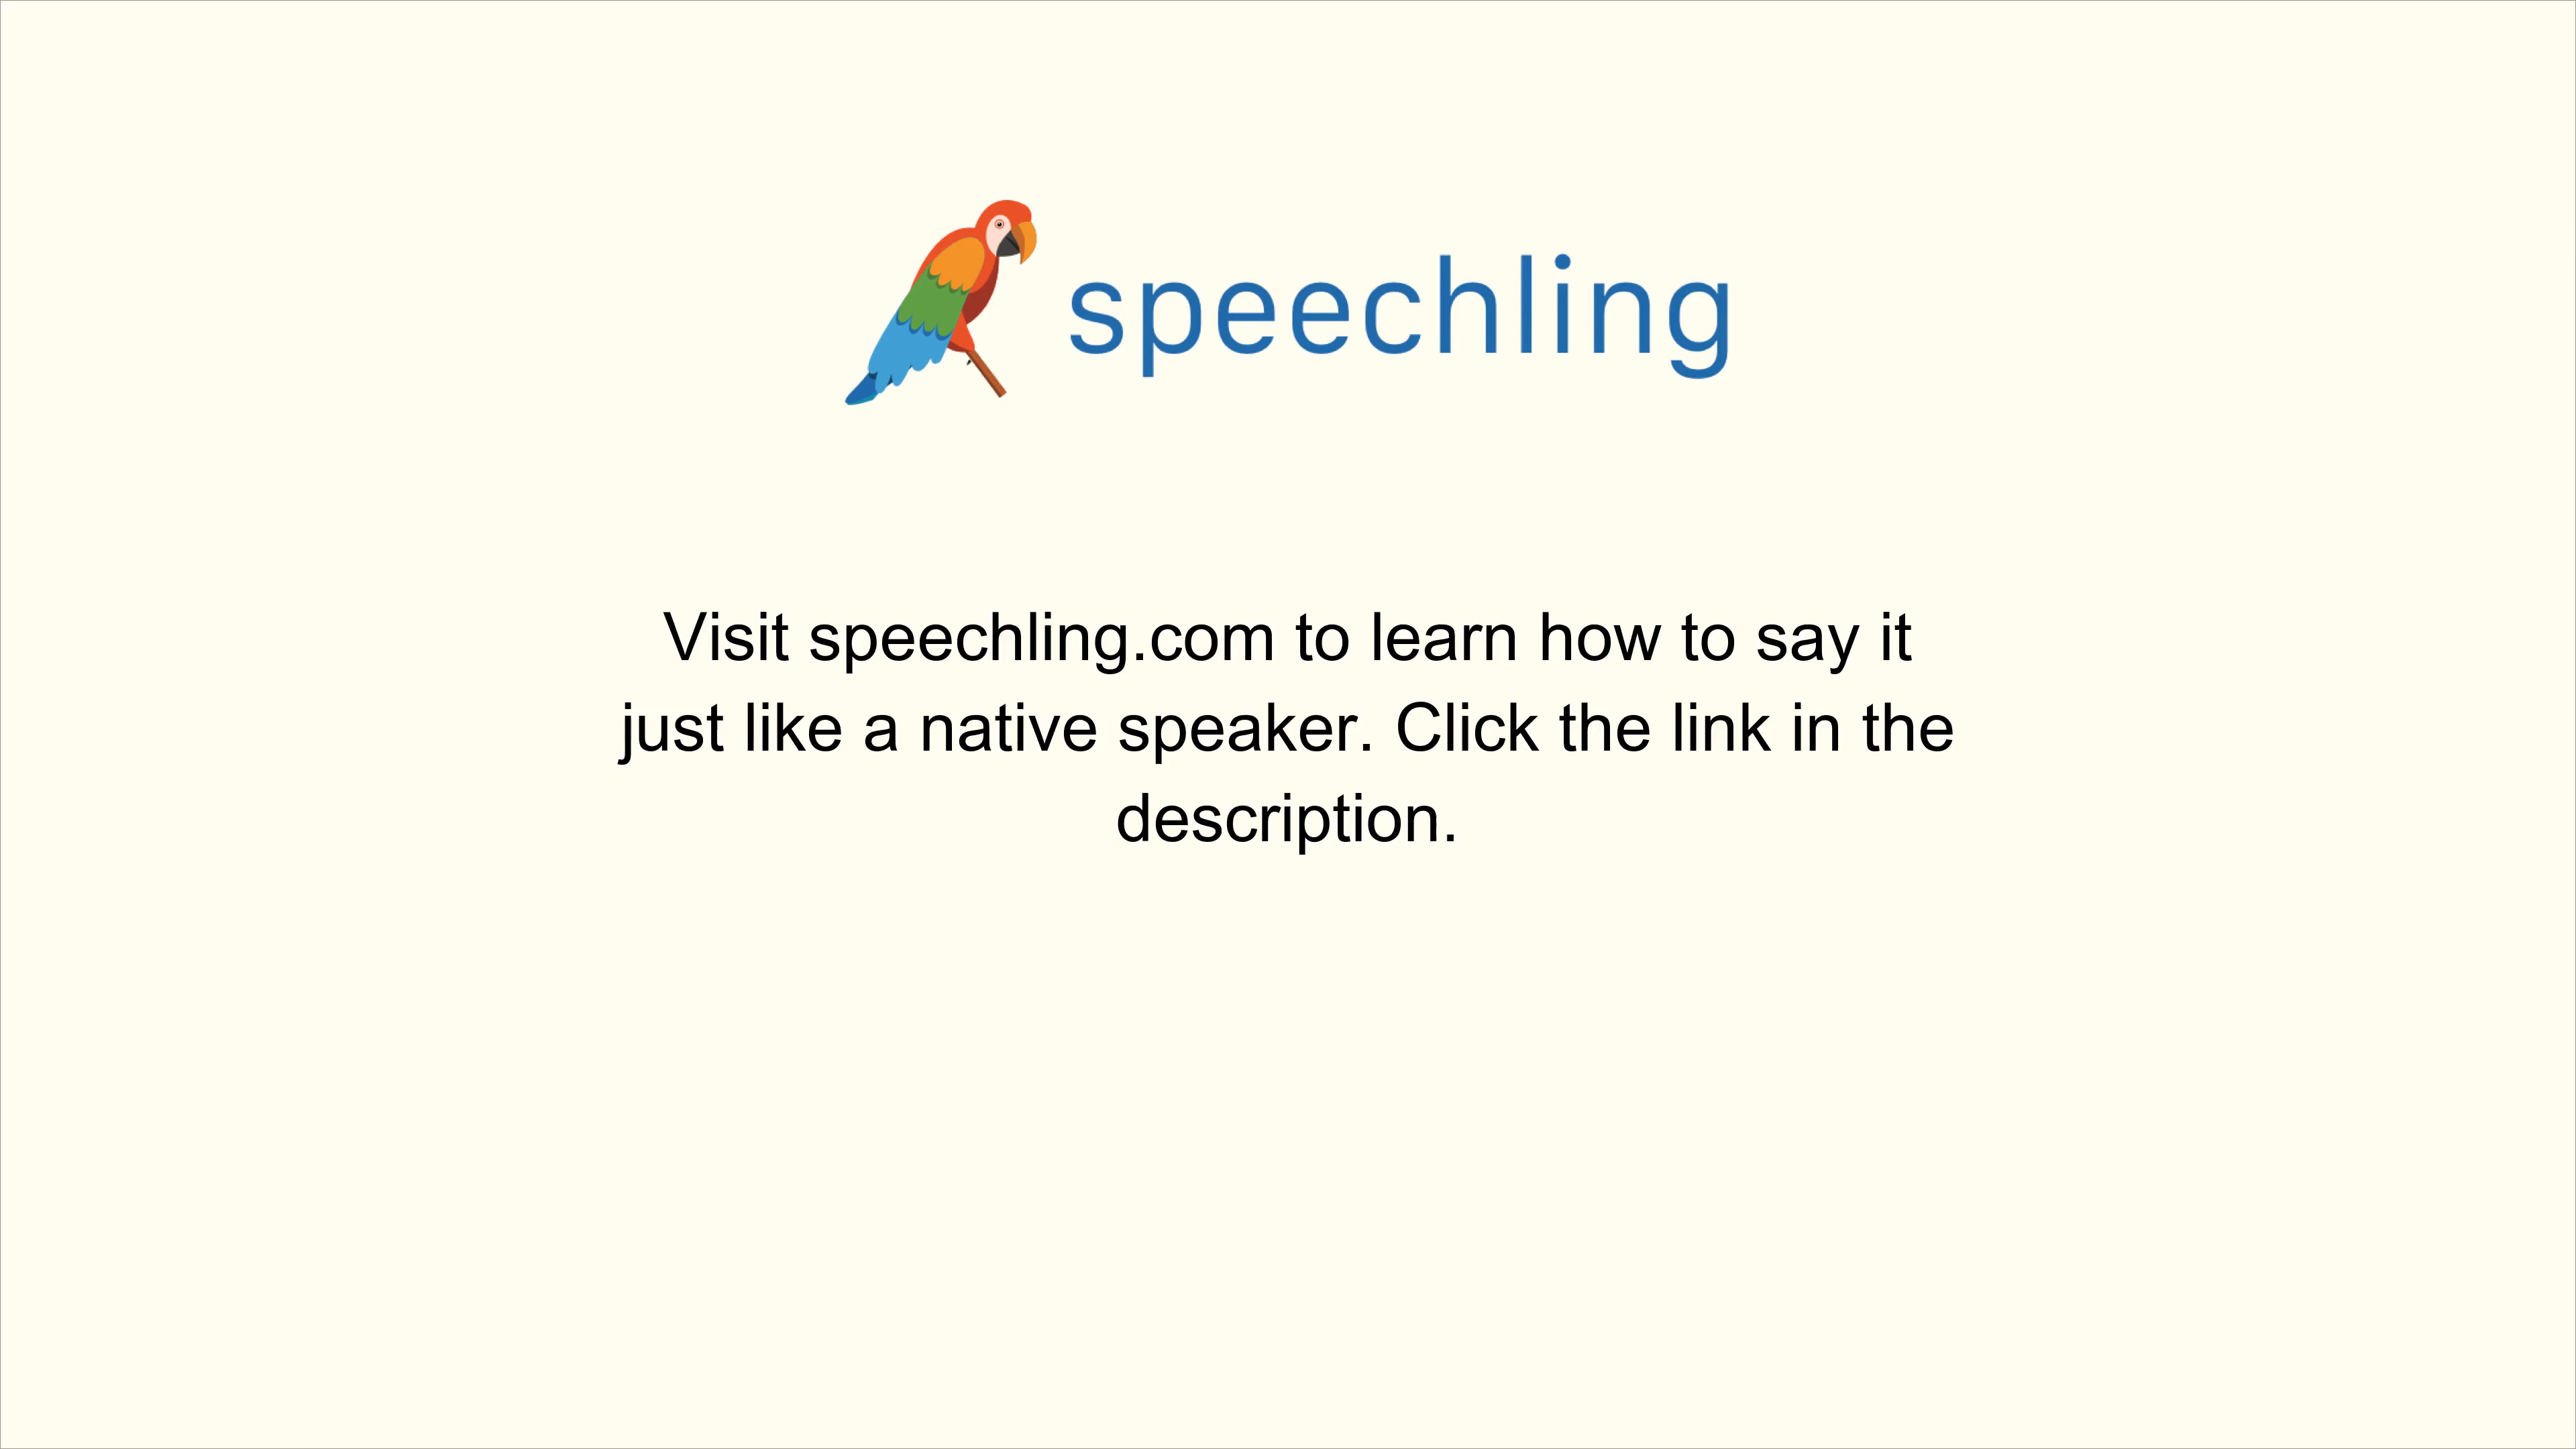 speechling
Visit speechling.com to learn how to say it
just like a native speaker. Click the link in the
description.